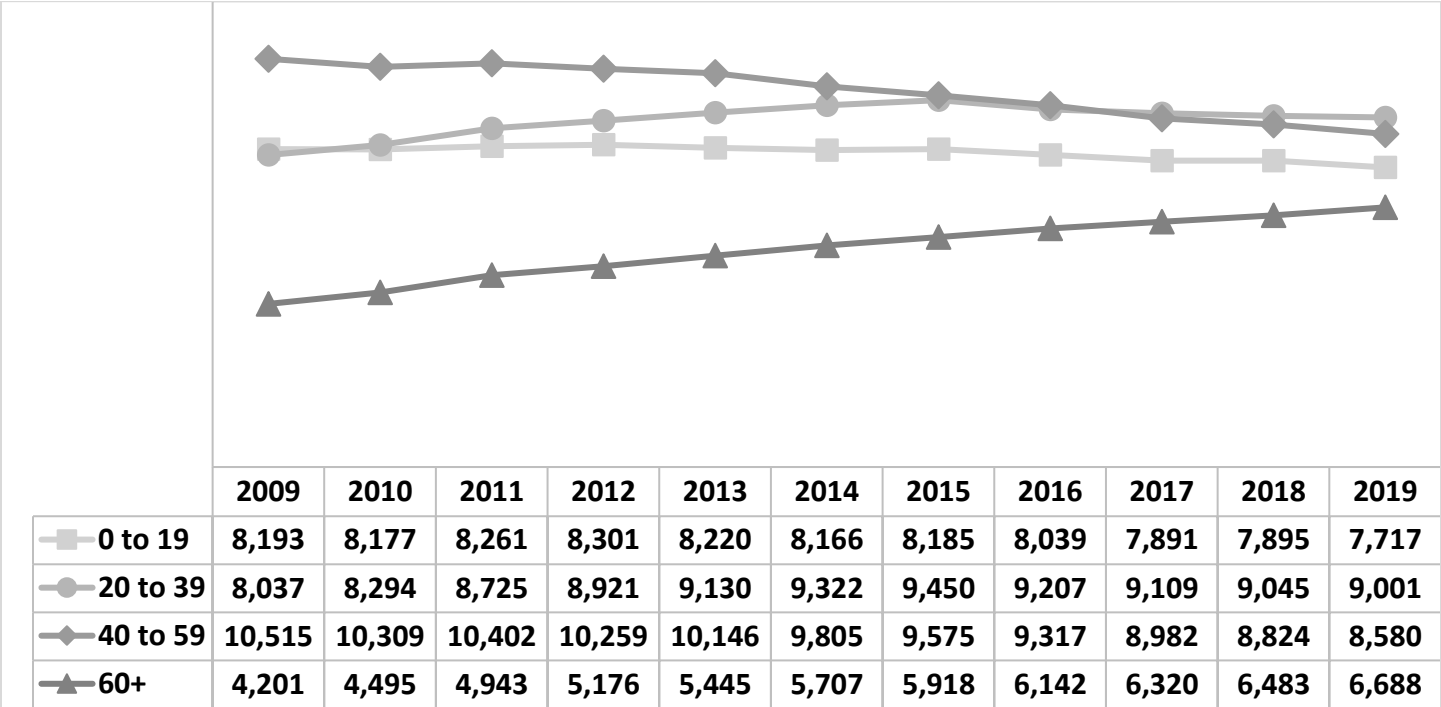 2009 2010 2011 2012 2013 2014 2015 2016 2017 2018 2019
0 to 19 8,193 8,177 8,261 8,301 8,220 8,166 8,185 8,039 7,891 7,895 7,717
20 to 39 8,037 8,294 8,725 8,921 9,130 9,322 9,450 9,207 9,109 9,045 9,001
40 to 59 10,515 10,309 10,402 10,259 10,146 9,805 9,575 9,317 8,982 8,824 8,580
60+ 4,201 4,495 4,943 5,176 5,445 5,707 5,918 6,142 6,320 6,483 6,688